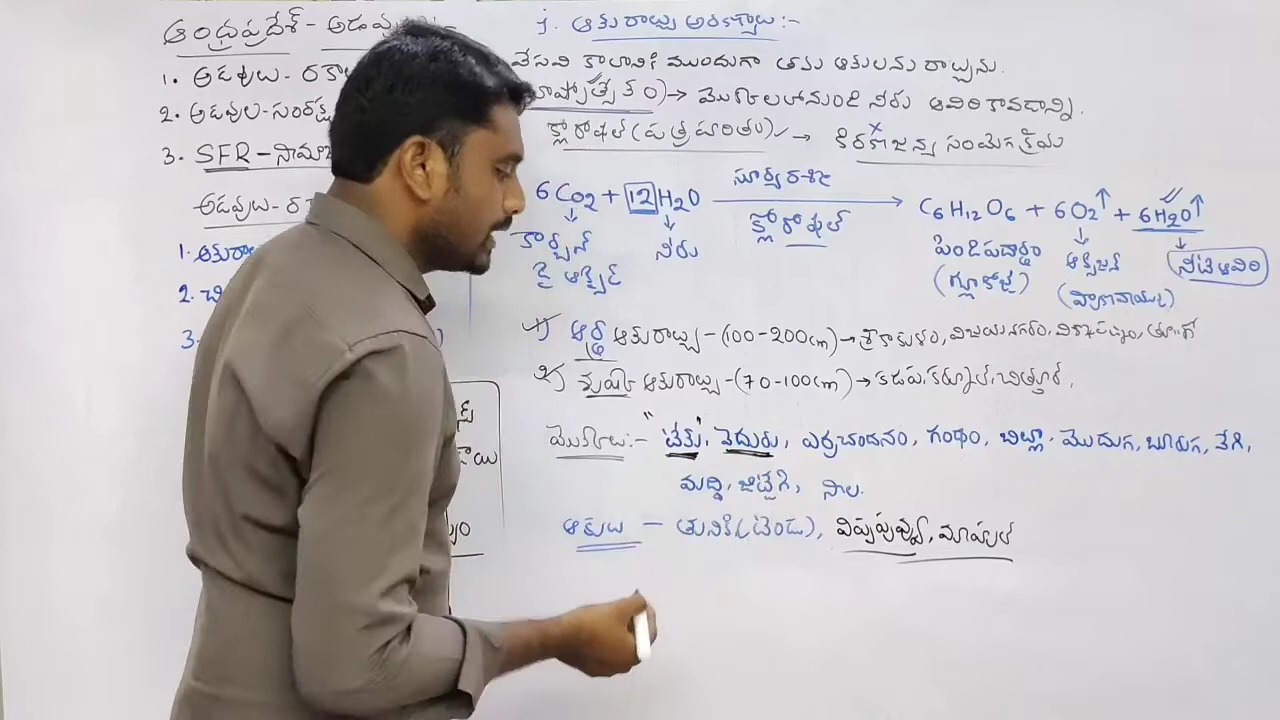 ఆంధ్రప్రదేశ్ - అడవులు
1. అడవులు - రకా
2. అడవుల - సంరక్ష
3. SFR - సామా
అడవులు - ర
1. ఆకురా
2. చి
3.
1. ఆకురాల్చు అరణ్యాలు :-
వేసవి కాలానికి ముందుగా తమ ఆకులను రాల్చును.
భాష్పోత్సేకం) → మొక్కలనుండి నీరు ఆవిరి కావడాన్ని.
క్లోరోఫిల్ (పత్రహరితం) → కిరణజన్య సంయోగక్రియ
6CO2 + 12H2O సూర్యరశ్మి → C6H12O6 + 6O2↑ + 6H2O↑
క్లోరోఫిల్
కార్బన్ డై ఆక్సైడ్ నీరు పిండిపదార్థం (గ్లూకోజ్) ఆక్సిజన్ (ప్రాణవాయువు) నీటి ఆవిరి
1) ఆర్ద్ర ఆకురాల్చు - (100-200cm) → శ్రీకాకుళం, విజయనగరం, విశాఖపట్నం, తూ॥గో
2) శుష్క ఆకురాల్చు - (70-100cm) → కడప, కర్నూల్, చిత్తూర్.
మొక్కలు :- "టేకు", వెదురు, ఎర్రచందనం, గంధం, బిల్లా, మొదుగ, బూరుగ, వేగి,
మద్ది, జిట్రేగి, సాల.
ఆకులు - తునికి (టెండు), విప్పపువ్వు, మాహుల్